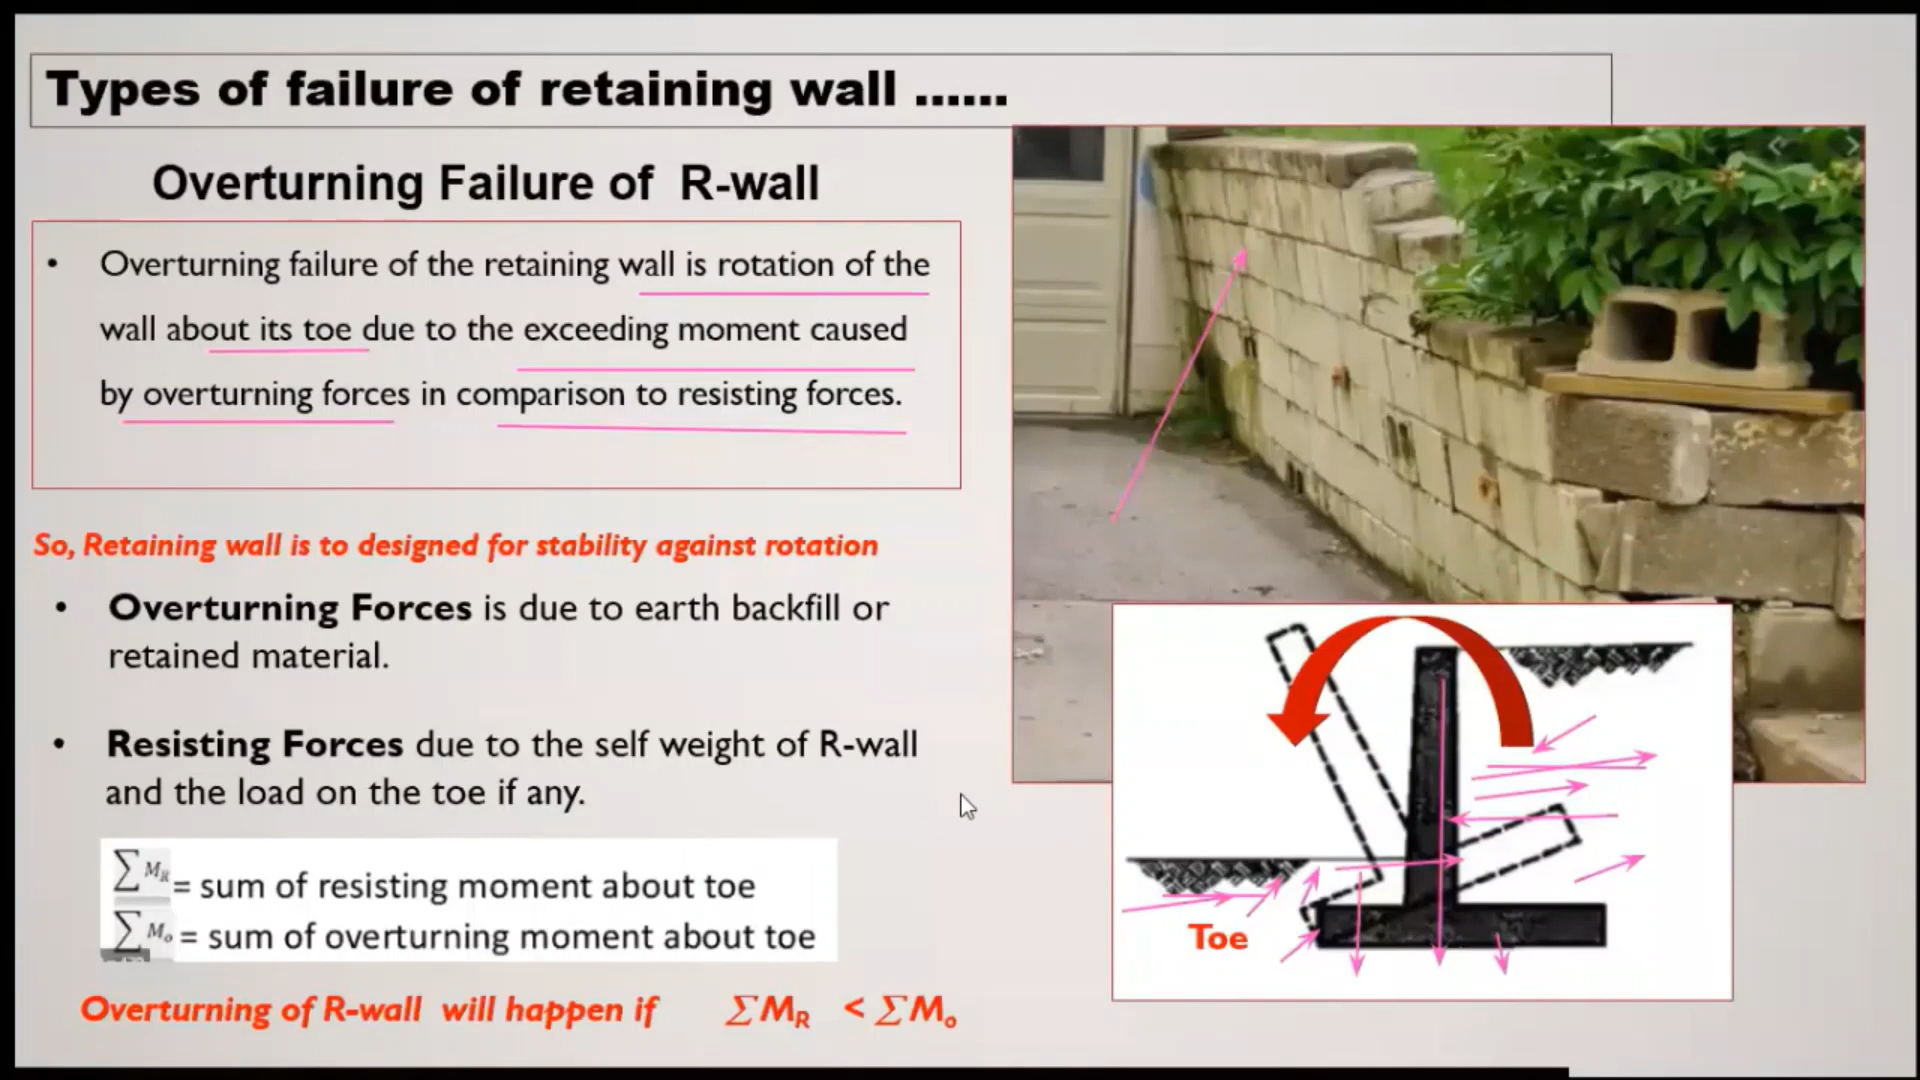 Types of failure of retaining wall ......
Overturning Failure of R-wall
• Overturning failure of the retaining wall is rotation of the
wall about its toe due to the exceeding moment caused
by overturning forces in comparison to resisting forces.
So, Retaining wall is to designed for stability against rotation
• Overturning Forces is due to earth backfill or
retained material.
• Resisting Forces due to the self weight of R-wall
and the load on the toe if any.
∑ M_R = sum of resisting moment about toe
∑ M_o = sum of overturning moment about toe
Overturning of R-wall will happen if ∑M_R < ∑M_o
Toe